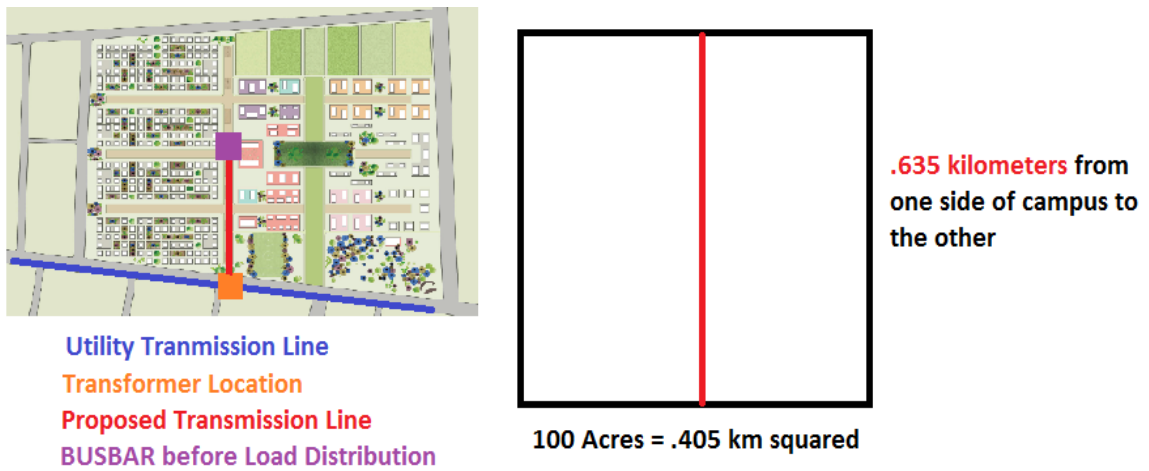 Utility Tranmission Line
Transformer Location
Proposed Transmission Line
BUSBAR before Load Distribution
.635 kilometers from
one side of campus to
the other
100 Acres = .405 km squared